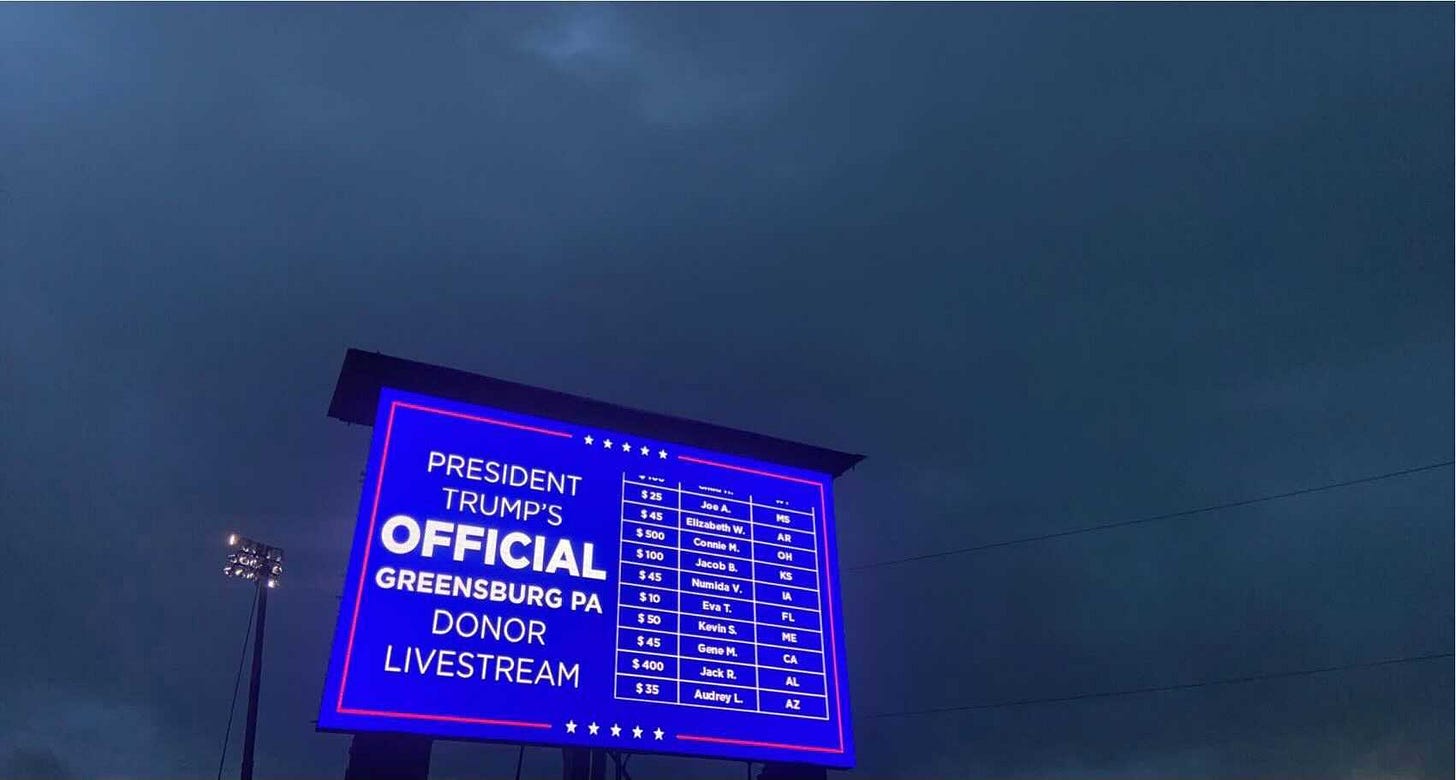 PRESIDENT
TRUMP'S
OFFICIAL
GREENSBURG PA
DONOR
LIVESTREAM
$25 Joe A. MS
$45 Elizabeth W. AR
$500 Connie M. OH
$100 Jacob B. KS
$45 Numida V. IA
$10 Eva T. FL
$50 Kevin S. ME
$45 Gene M. CA
$400 Jack R. AL
$35 Audrey L. AZ